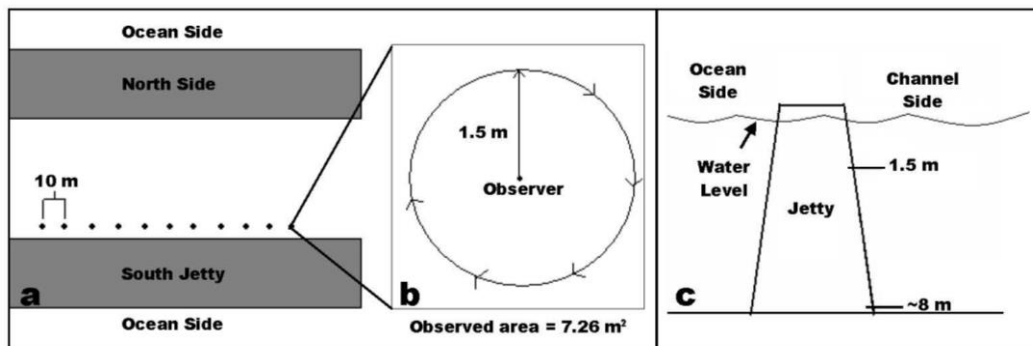 Ocean Side
North Side
10 m
South Jetty
a
Ocean Side
1.5 m
Observer
b
Observed area = 7.26 m²
Ocean
Side
Channel
Side
Water
Level
1.5 m
Jetty
c
~8 m